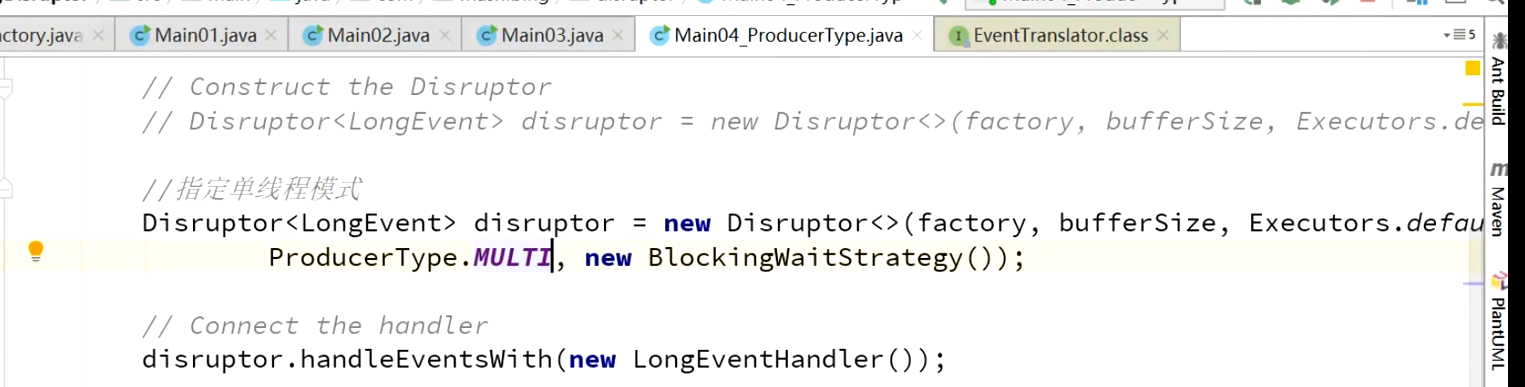 ctory.java
Main01.java
Main02.java
Main03.java
Main04_ProducerType.java
EventTranslator.class
5
// Construct the Disruptor
// Disruptor<LongEvent> disruptor = new Disruptor<>(factory, bufferSize, Executors.de
//指定单线程模式
Disruptor<LongEvent> disruptor = new Disruptor<>(factory, bufferSize, Executors.defau
ProducerType.MULTI, new BlockingWaitStrategy());
// Connect the handler
disruptor.handleEventsWith(new LongEventHandler());
Ant Build
m
Maven
PlantUML